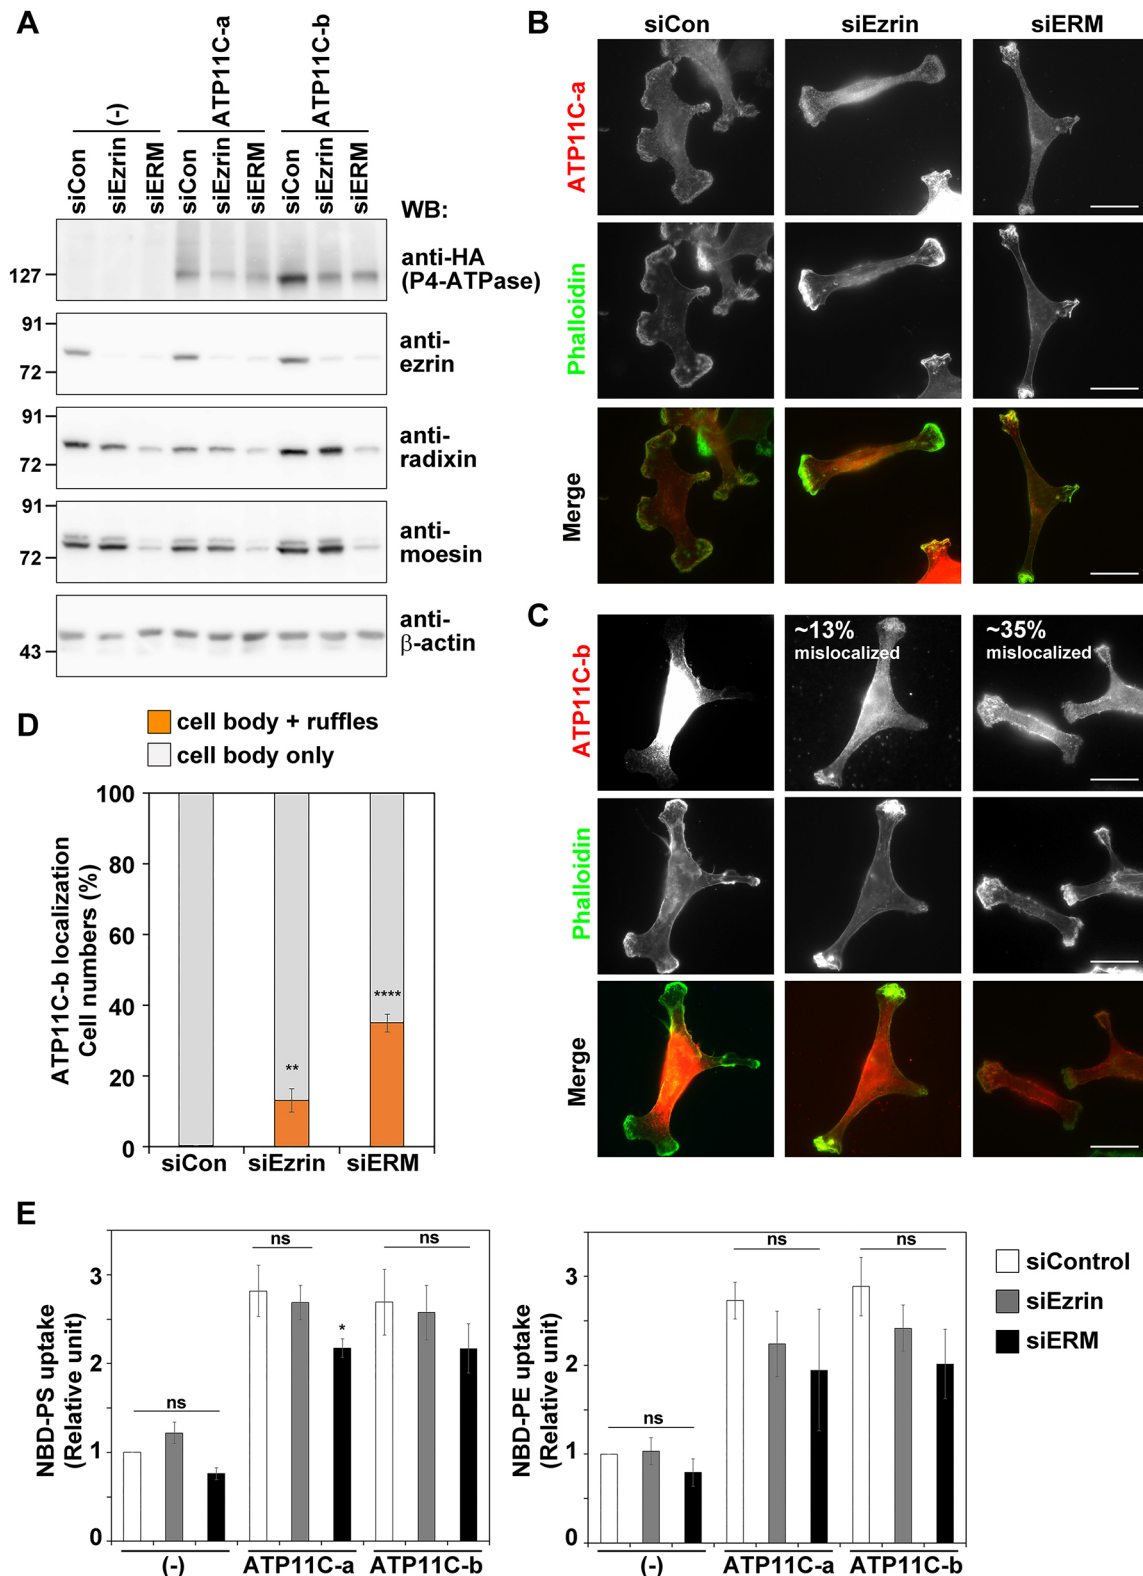 A
(-)
ATP11C-a
ATP11C-b
siCon
siEzrin
siERM
siCon
siEzrin
siERM
siCon
siEzrin
siERM
WB:
127
anti-HA
(P4-ATPase)
91
72
anti-
ezrin
91
72
anti-
radixin
91
72
anti-
moesin
43
anti-
β-actin
B
siCon
siEzrin
siERM
ATP11C-a
Phalloidin
Merge
C
ATP11C-b
~13%
mislocalized
~35%
mislocalized
Phalloidin
Merge
D
cell body + ruffles
cell body only
ATP11C-b localization
Cell numbers (%)
100
80
60
40
20
0
**
****
siCon
siEzrin
siERM
E
NBD-PS uptake
(Relative unit)
3
2
1
0
ns
ns
*
ns
(-)
ATP11C-a
ATP11C-b
NBD-PE uptake
(Relative unit)
3
2
1
0
ns
ns
ns
(-)
ATP11C-a
ATP11C-b
siControl
siEzrin
siERM